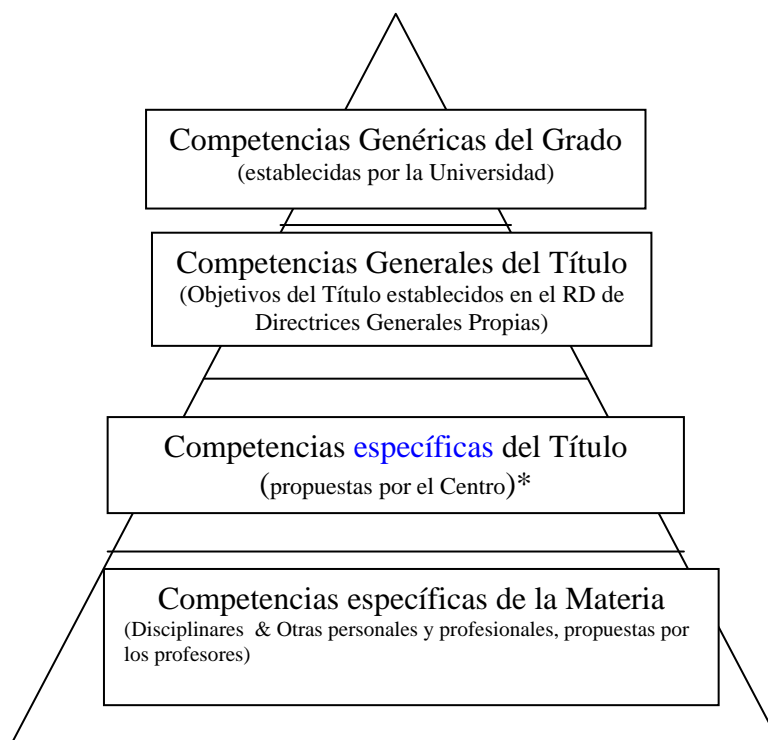 Competencias Genéricas del Grado
(establecidas por la Universidad)
Competencias Generales del Título
(Objetivos del Título establecidos en el RD de
Directrices Generales Propias)
Competencias específicas del Título
(propuestas por el Centro)*
Competencias específicas de la Materia
(Disciplinares & Otras personales y profesionales, propuestas por
los profesores)